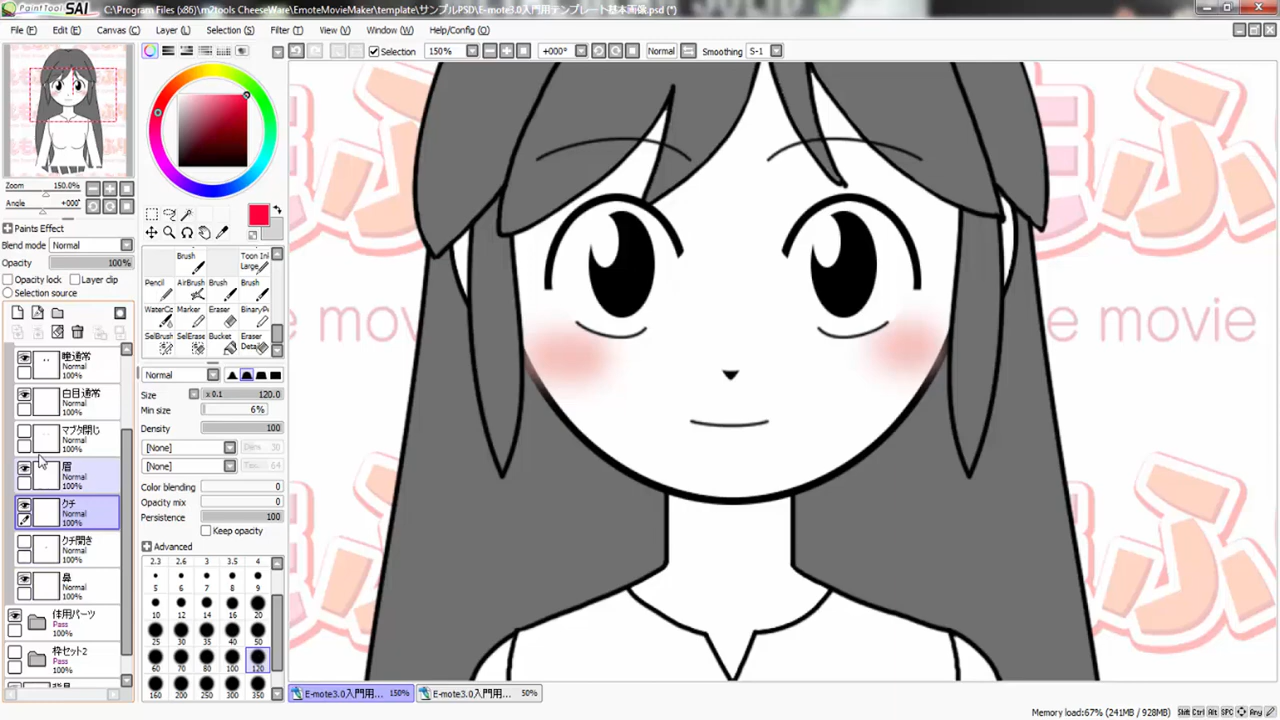 PaintTool SAI C:\Program Files (x86)\m2tools CheeseWare\EmoteMovieMaker\template\サンプルPSD\E-mote3.0入門用テンプレート基本画像.psd (*)
File (F) Edit (E) Canvas (C) Layer (L) Selection (S) Filter (T) View (V) Window (W) Help/Config (O)
Selection 150% +000° Normal Smoothing S-1
Zoom 150.0%
Angle +000°
Paints Effect
Blend mode Normal
Opacity 100%
Opacity lock Layer clip
Selection source
瞳通常
Normal
100%
白目通常
Normal
100%
マブタ閉じ
Normal
100%
眉
Normal
100%
クチ
Normal
100%
クチ開き
Normal
100%
鼻
Normal
100%
体用パーツ
Pass
100%
枠セット2
Pass
100%
Brush Toon Ink Large
Pencil AirBrush Brush Brush
WaterCo Marker Eraser BinaryP
SelBrush SelErase Bucket Eraser Deta
Normal
Size x 0.1 120.0
Min size 6%
Density 100
[None] 30
[None] 64
Color blending 0
Opacity mix 0
Persistence 100
Keep opacity
Advanced
2.3 2.6 3 3.5 4
5 6 7 8 9
10 12 14 16 20
25 30 35 40 50
60 70 80 100 120
160 200 250 300 350
e movie
E-mote3.0入門用... 150% E-mote3.0入門用... 50%
Memory load:67% (241MB / 928MB) Shift Ctrl Alt SPC Any